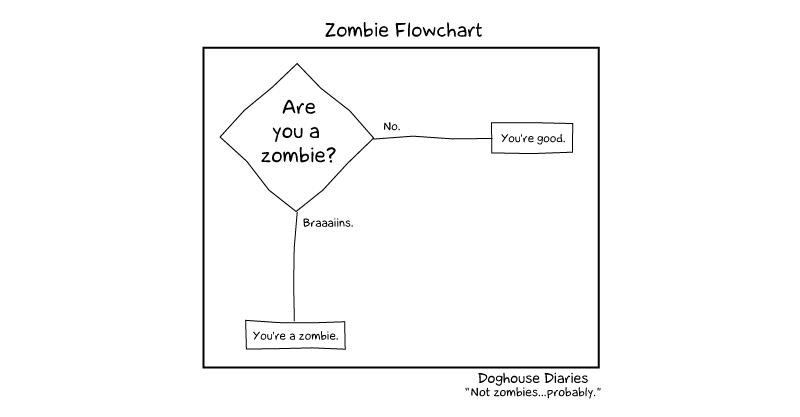 Zombie Flowchart
Are
you a
zombie?
No.
You're good.
Braaaiins.
You're a zombie.
Doghouse Diaries
"Not zombies...probably."